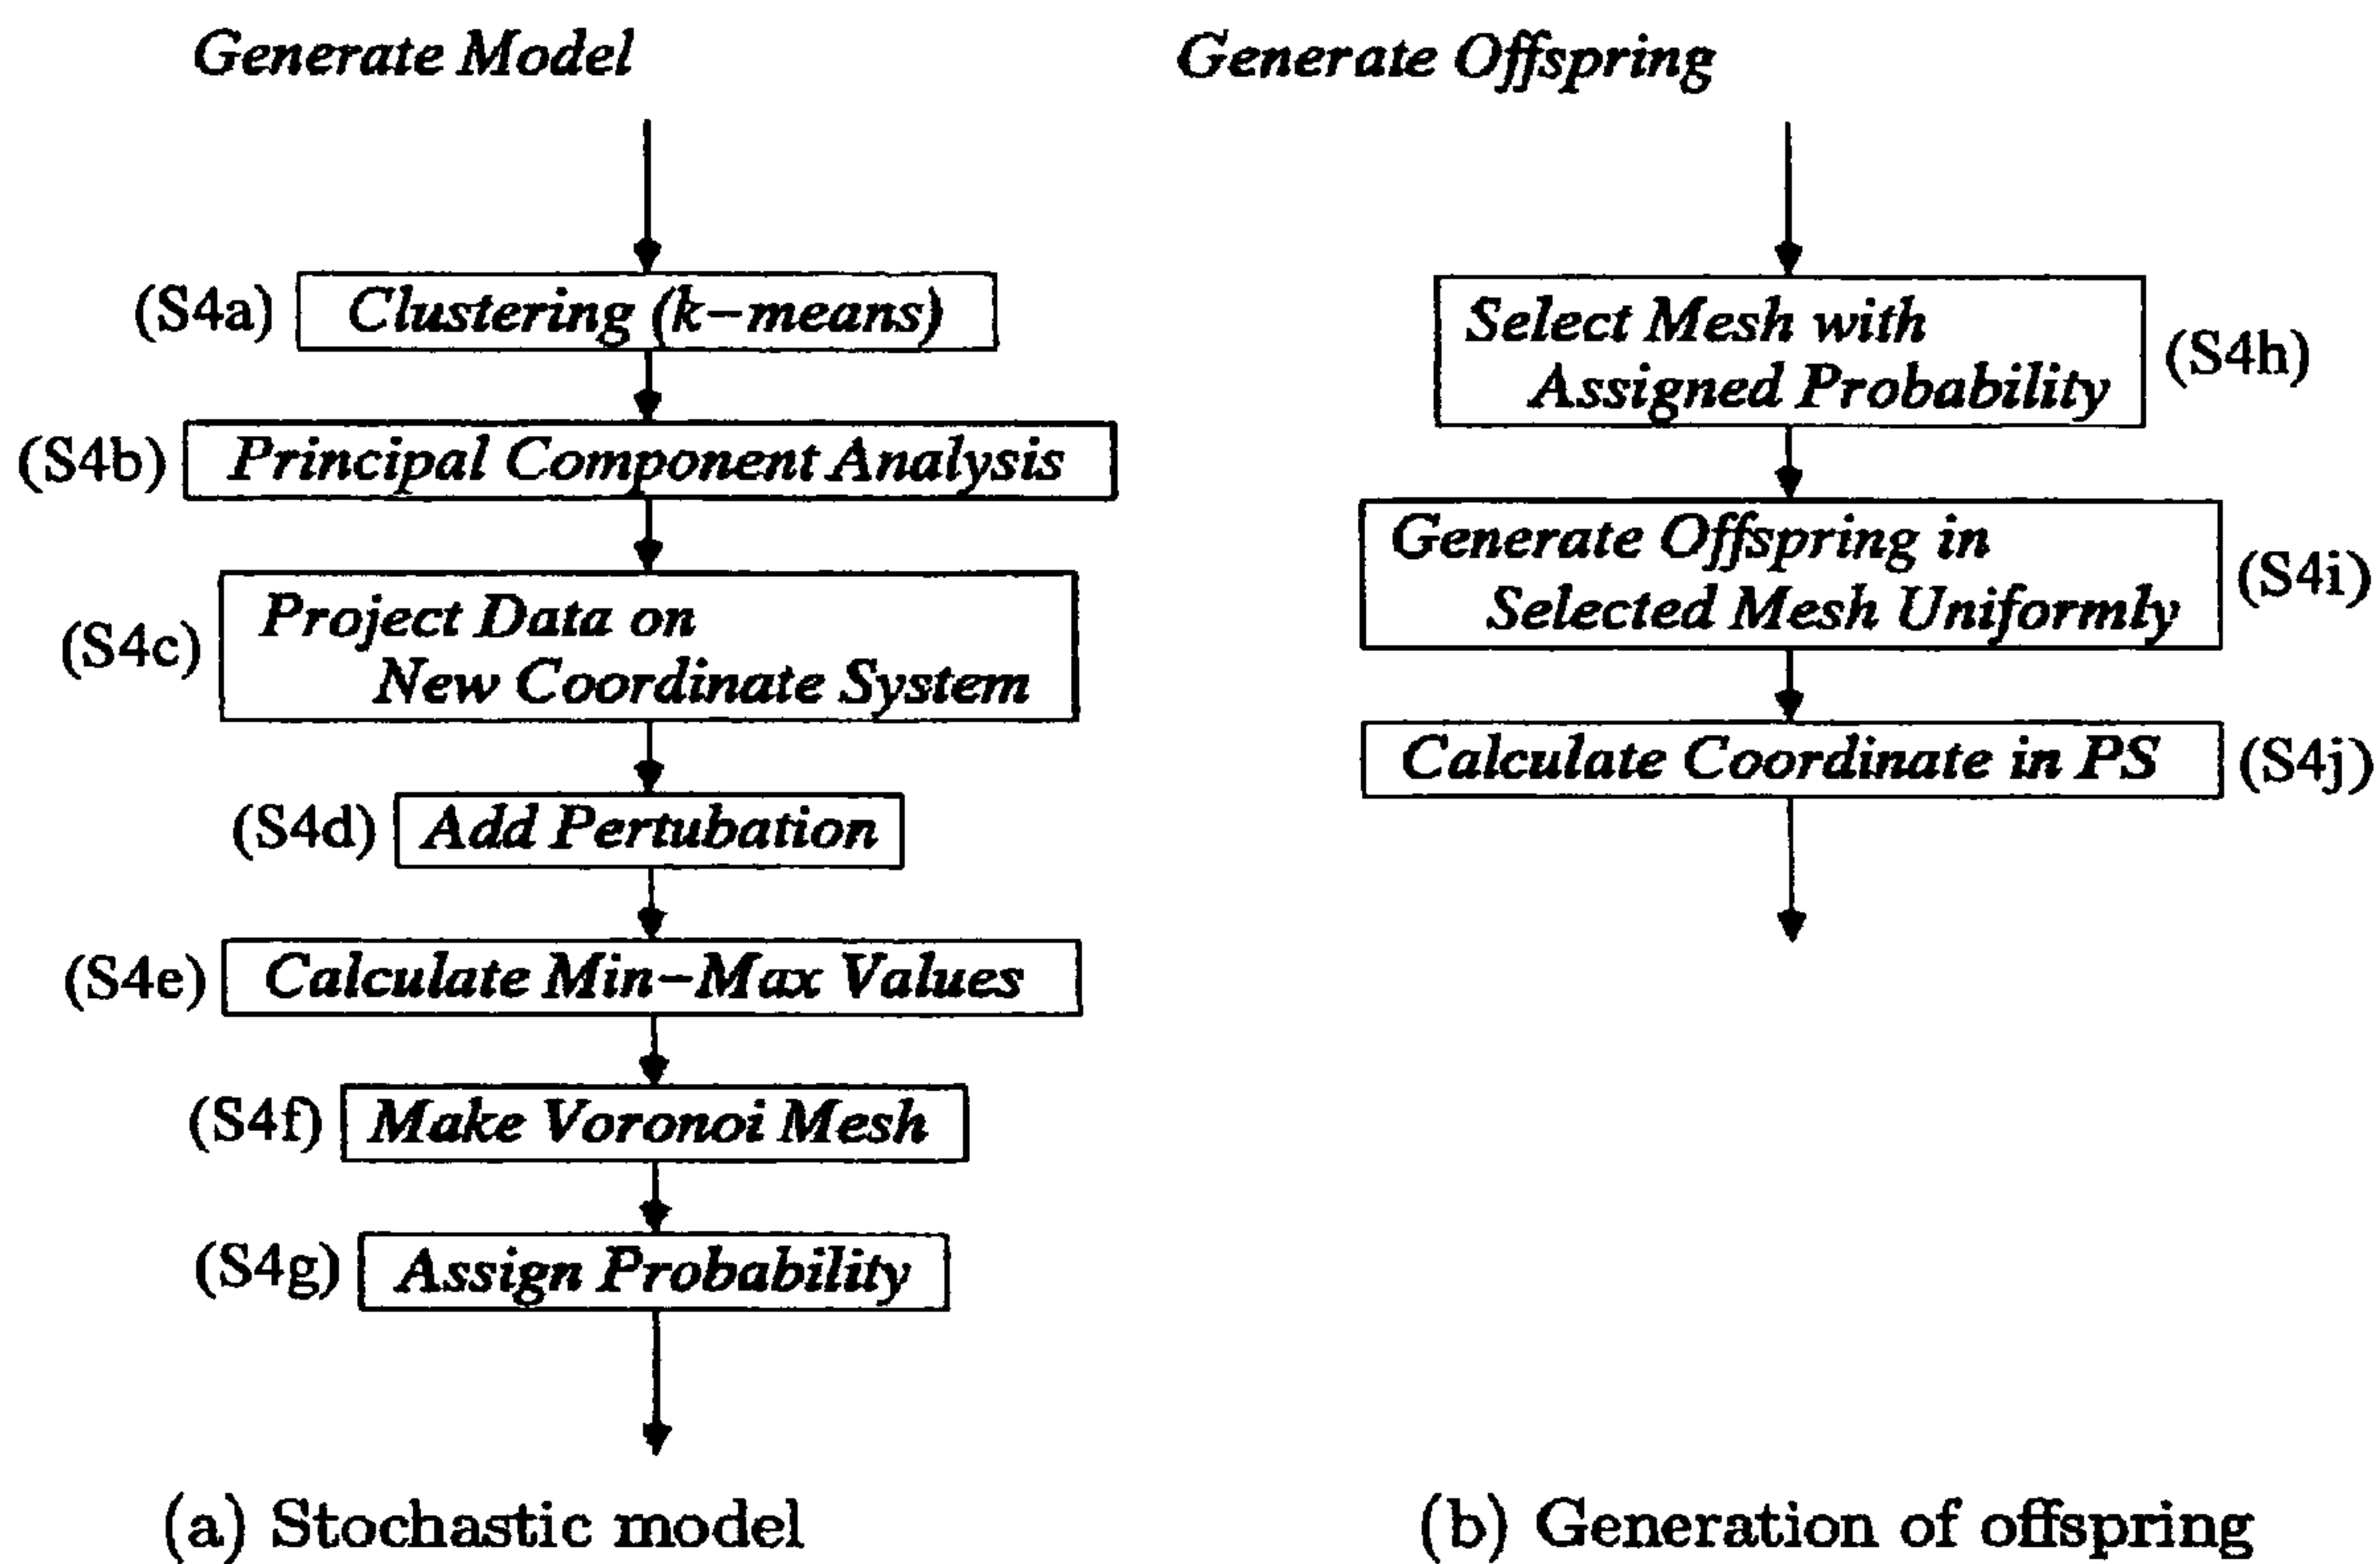 Generate Model
(S4a) Clustering (k-means)
(S4b) Principal Component Analysis
(S4c)
Project Data on
New Coordinate System
(S4d) Add Pertubation
(S4e) Calculate Min-Max Values
(S4f) Make Voronoi Mesh
(S4g) Assign Probability
(a) Stochastic model
Generate Offspring
Select Mesh with
Assigned Probability
(S4h)
Generate Offspring in
Selected Mesh Uniformly
(S4i)
Calculate Coordinate in PS (S4j)
(b) Generation of offspring